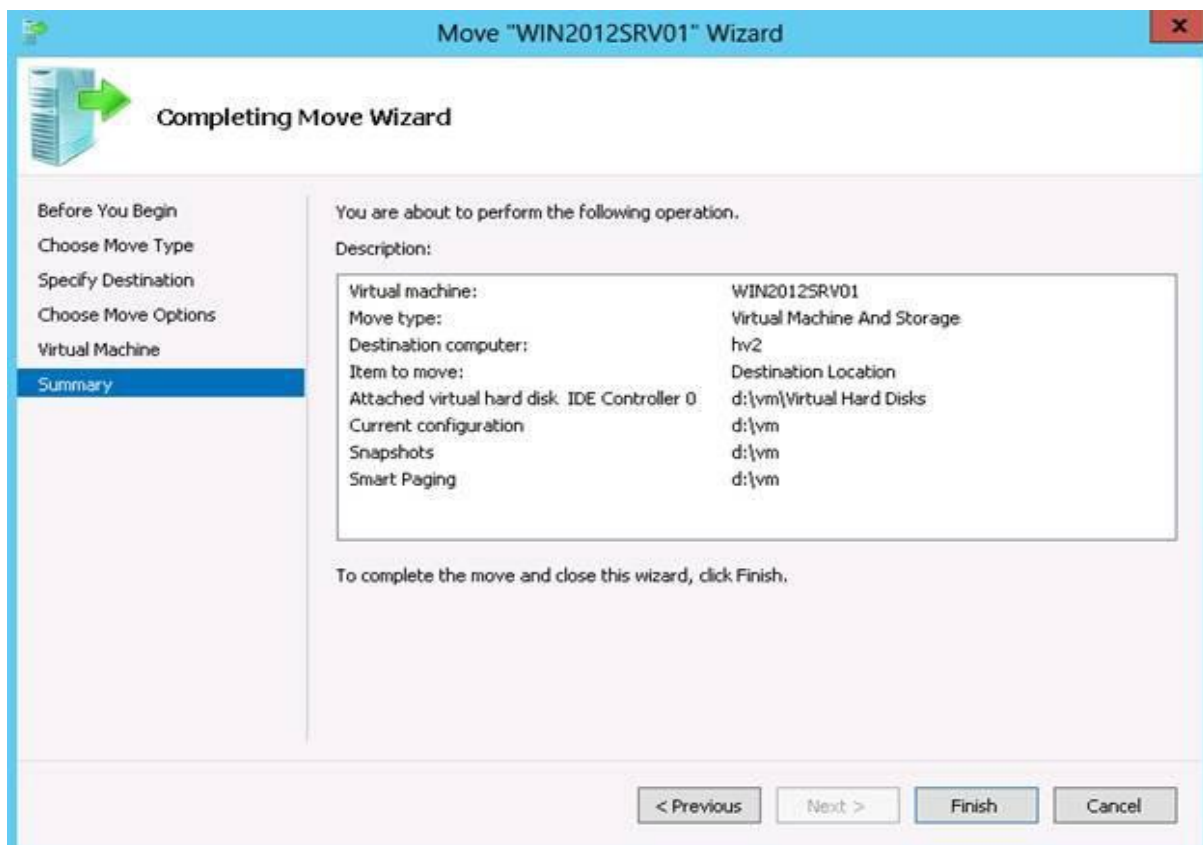 Move "WIN2012SRV01" Wizard
x
Completing Move Wizard
Before You Begin
Choose Move Type
Specify Destination
Choose Move Options
Virtual Machine
Summary
You are about to perform the following operation.
Description:
Virtual machine: WIN2012SRV01
Move type: Virtual Machine And Storage
Destination computer: hv2
Item to move: Destination Location
Attached virtual hard disk IDE Controller 0 d:\vm\Virtual Hard Disks
Current configuration d:\vm
Snapshots d:\vm
Smart Paging d:\vm
To complete the move and close this wizard, click Finish.
< Previous Next > Finish Cancel